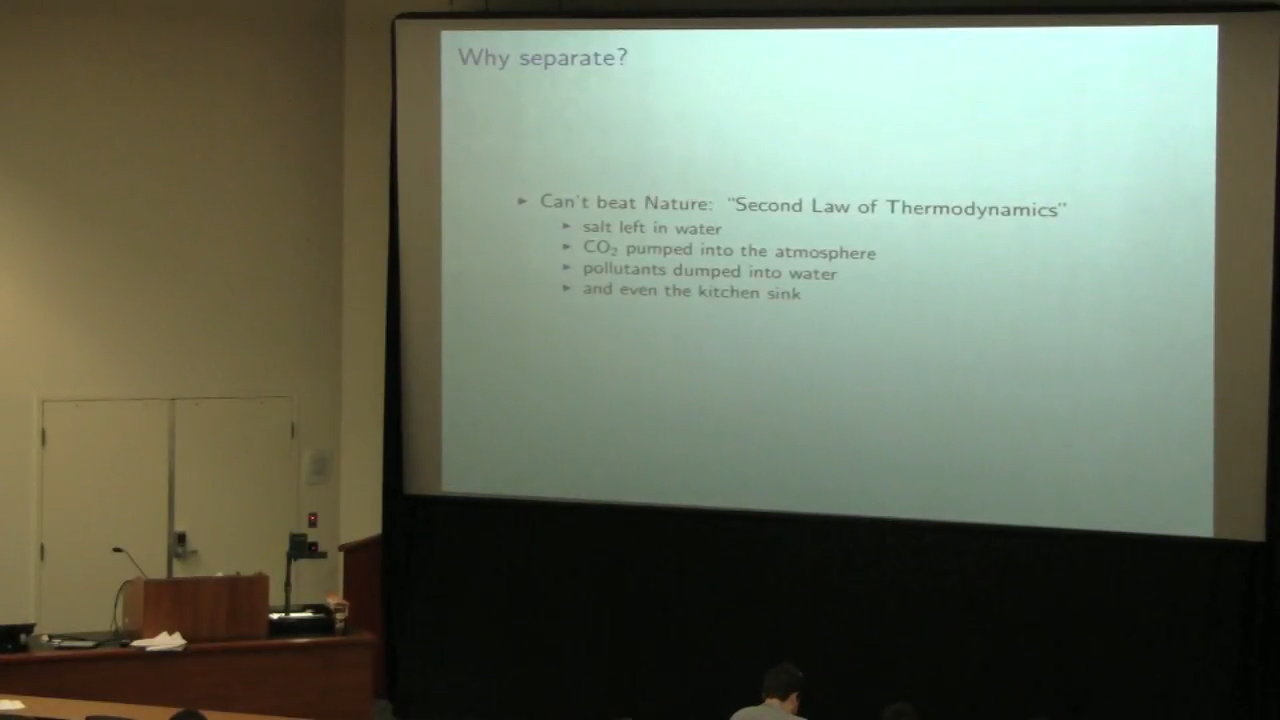 Why separate?
► Can't beat Nature: "Second Law of Thermodynamics"
► salt left in water
► CO₂ pumped into the atmosphere
► pollutants dumped into water
► and even the kitchen sink